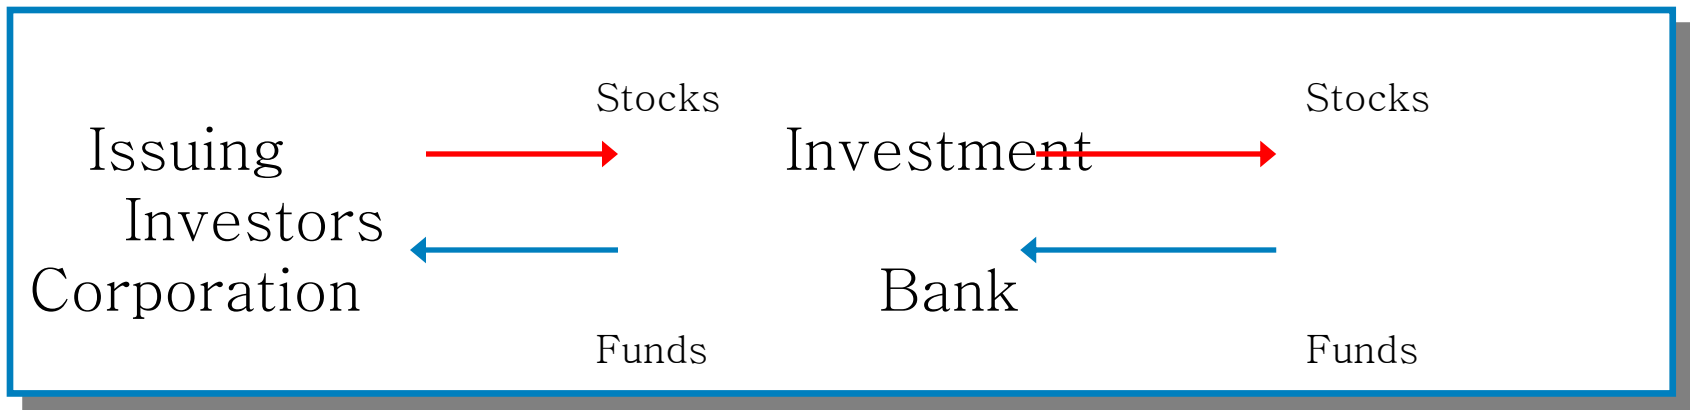 Stocks Stocks
Issuing Investment
Investors
Corporation Bank
Funds Funds